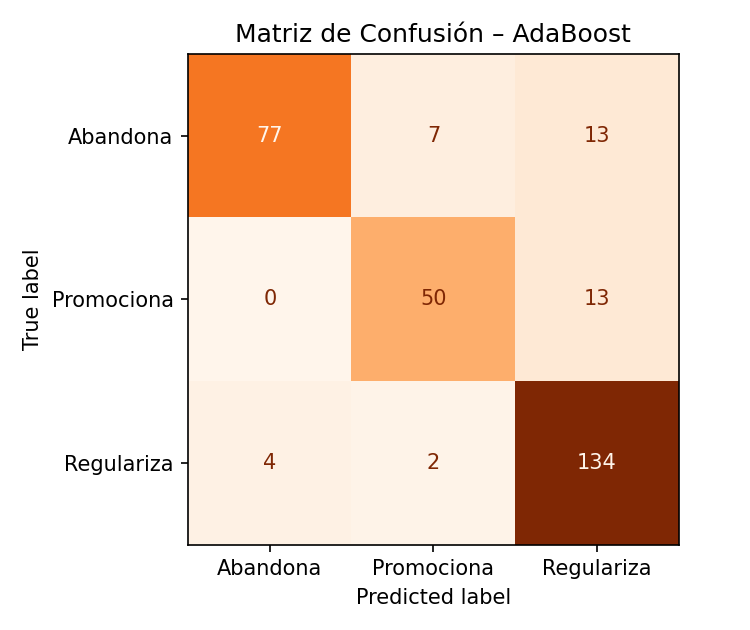 Matriz de Confusión – AdaBoost
True label
Abandona
77
7
13
Promociona
0
50
13
Regulariza
4
2
134
Abandona
Promociona
Regulariza
Predicted label